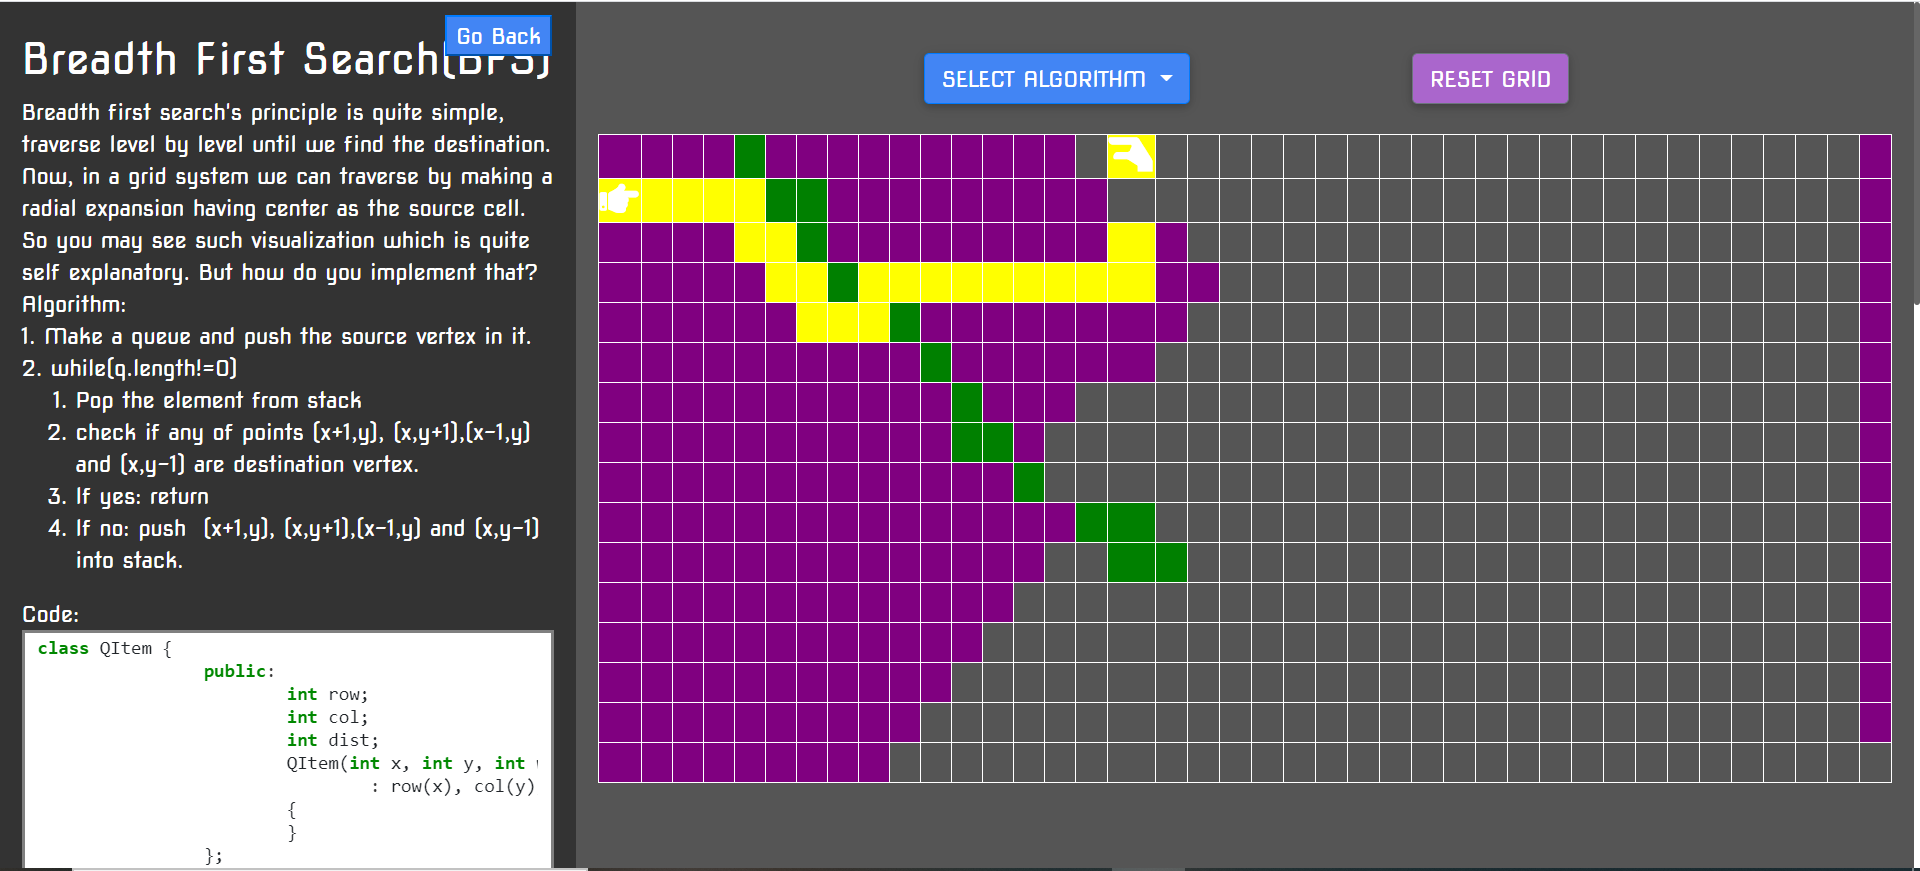 Go Back
Breadth First Search(BFS)
Breadth first search's principle is quite simple,
traverse level by level until we find the destination.
Now, in a grid system we can traverse by making a
radial expansion having center as the source cell.
So you may see such visualization which is quite
self explanatory. But how do you implement that?
Algorithm:
1. Make a queue and push the source vertex in it.
2. while(q.length!=0)
1. Pop the element from stack
2. check if any of points (x+1,y), (x,y+1),(x-1,y)
and (x,y-1) are destination vertex.
3. If yes: return
4. If no: push (x+1,y), (x,y+1),(x-1,y) and (x,y-1)
into stack.
Code:
class QItem {
public:
int row;
int col;
int dist;
QItem(int x, int y, int
: row(x), col(y)
{
}
};
SELECT ALGORITHM
RESET GRID